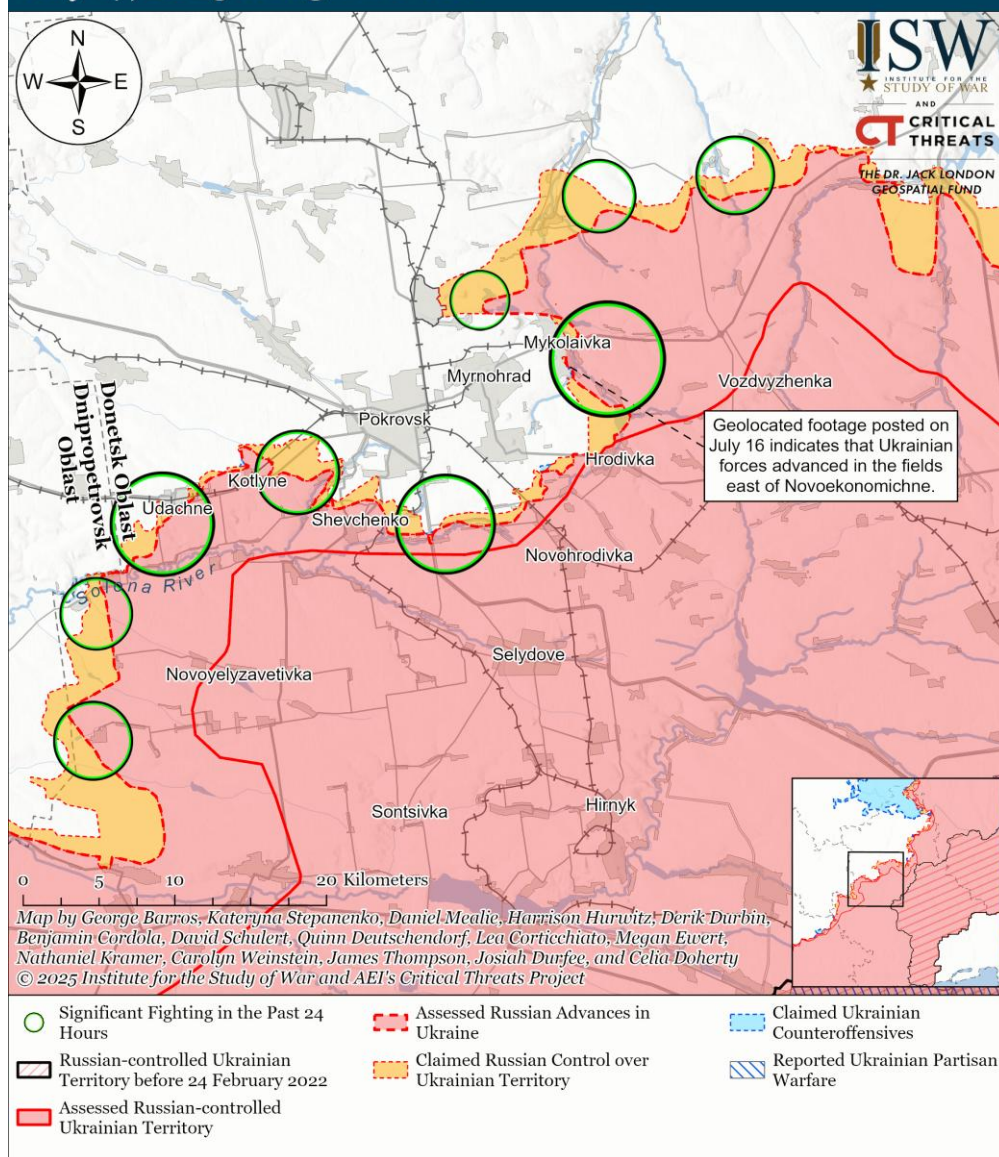 N
W E
S
ISW
INSTITUTE FOR THE
STUDY OF WAR
AND
CT CRITICAL
THREATS
THE DR. JACK LONDON
GEOSPATIAL FUND
Mykolaivka
Myrnohrad
Vozdvyzhenka
Pokrovsk
Geolocated footage posted on
July 16 indicates that Ukrainian
forces advanced in the fields
east of Novoekonomichne.
Donetsk Oblast
Dnipropetrovsk
Oblast
Hrodivka
Kotlyne
Udachne
Shevchenko
Novohrodivka
Solona River
Selydove
Novoyelyzavetivka
Sontsivka
Hirnyk
0 5 10 20 Kilometers
Map by George Barros, Kateryna Stepanenko, Daniel Mealie, Harrison Hurwitz, Derik Durbin,
Benjamin Cordola, David Schulert, Quinn Deutschendorf, Lea Corticchiato, Megan Ewert,
Nathaniel Kramer, Carolyn Weinstein, James Thompson, Josiah Durfee, and Celia Doherty
© 2025 Institute for the Study of War and AEI's Critical Threats Project
Significant Fighting in the Past 24
Hours
Russian-controlled Ukrainian
Territory before 24 February 2022
Assessed Russian-controlled
Ukrainian Territory
Assessed Russian Advances in
Ukraine
Claimed Russian Control over
Ukrainian Territory
Claimed Ukrainian
Counteroffensives
Reported Ukrainian Partisan
Warfare